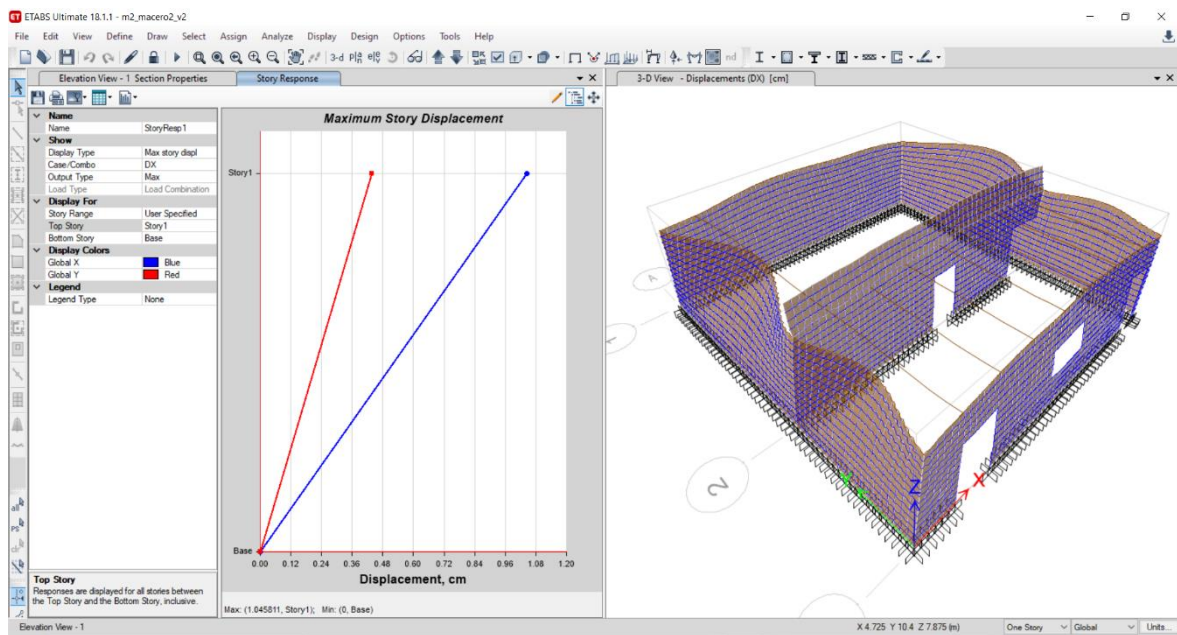 ETABS Ultimate 18.1.1 - m2_macero2_v2
File Edit View Define Draw Select Assign Analyze Display Design Options Tools Help
3-d
nd
Elevation View - 1 Section Properties
Story Response
3-D View - Displacements (DX) [cm]
Name
Name StoryResp1
Show
Display Type Max story displ
Case/Combo DX
Output Type Max
Load Type Load Combination
Display For
Story Range User Specified
Top Story Story1
Bottom Story Base
Display Colors
Global X Blue
Global Y Red
Legend
Legend Type None
Top Story
Responses are displayed for all stories between
the Top Story and the Bottom Story, inclusive.
all
ps
clr
Maximum Story Displacement
Story1
Base
0.00 0.12 0.24 0.36 0.48 0.60 0.72 0.84 0.96 1.08 1.20
Displacement, cm
Max: (1.045811, Story1); Min: (0, Base)
A
1
2
Z
X
Elevation View - 1
X 4.725 Y 10.4 Z 7.875 (m)
One Story
Global
Units...